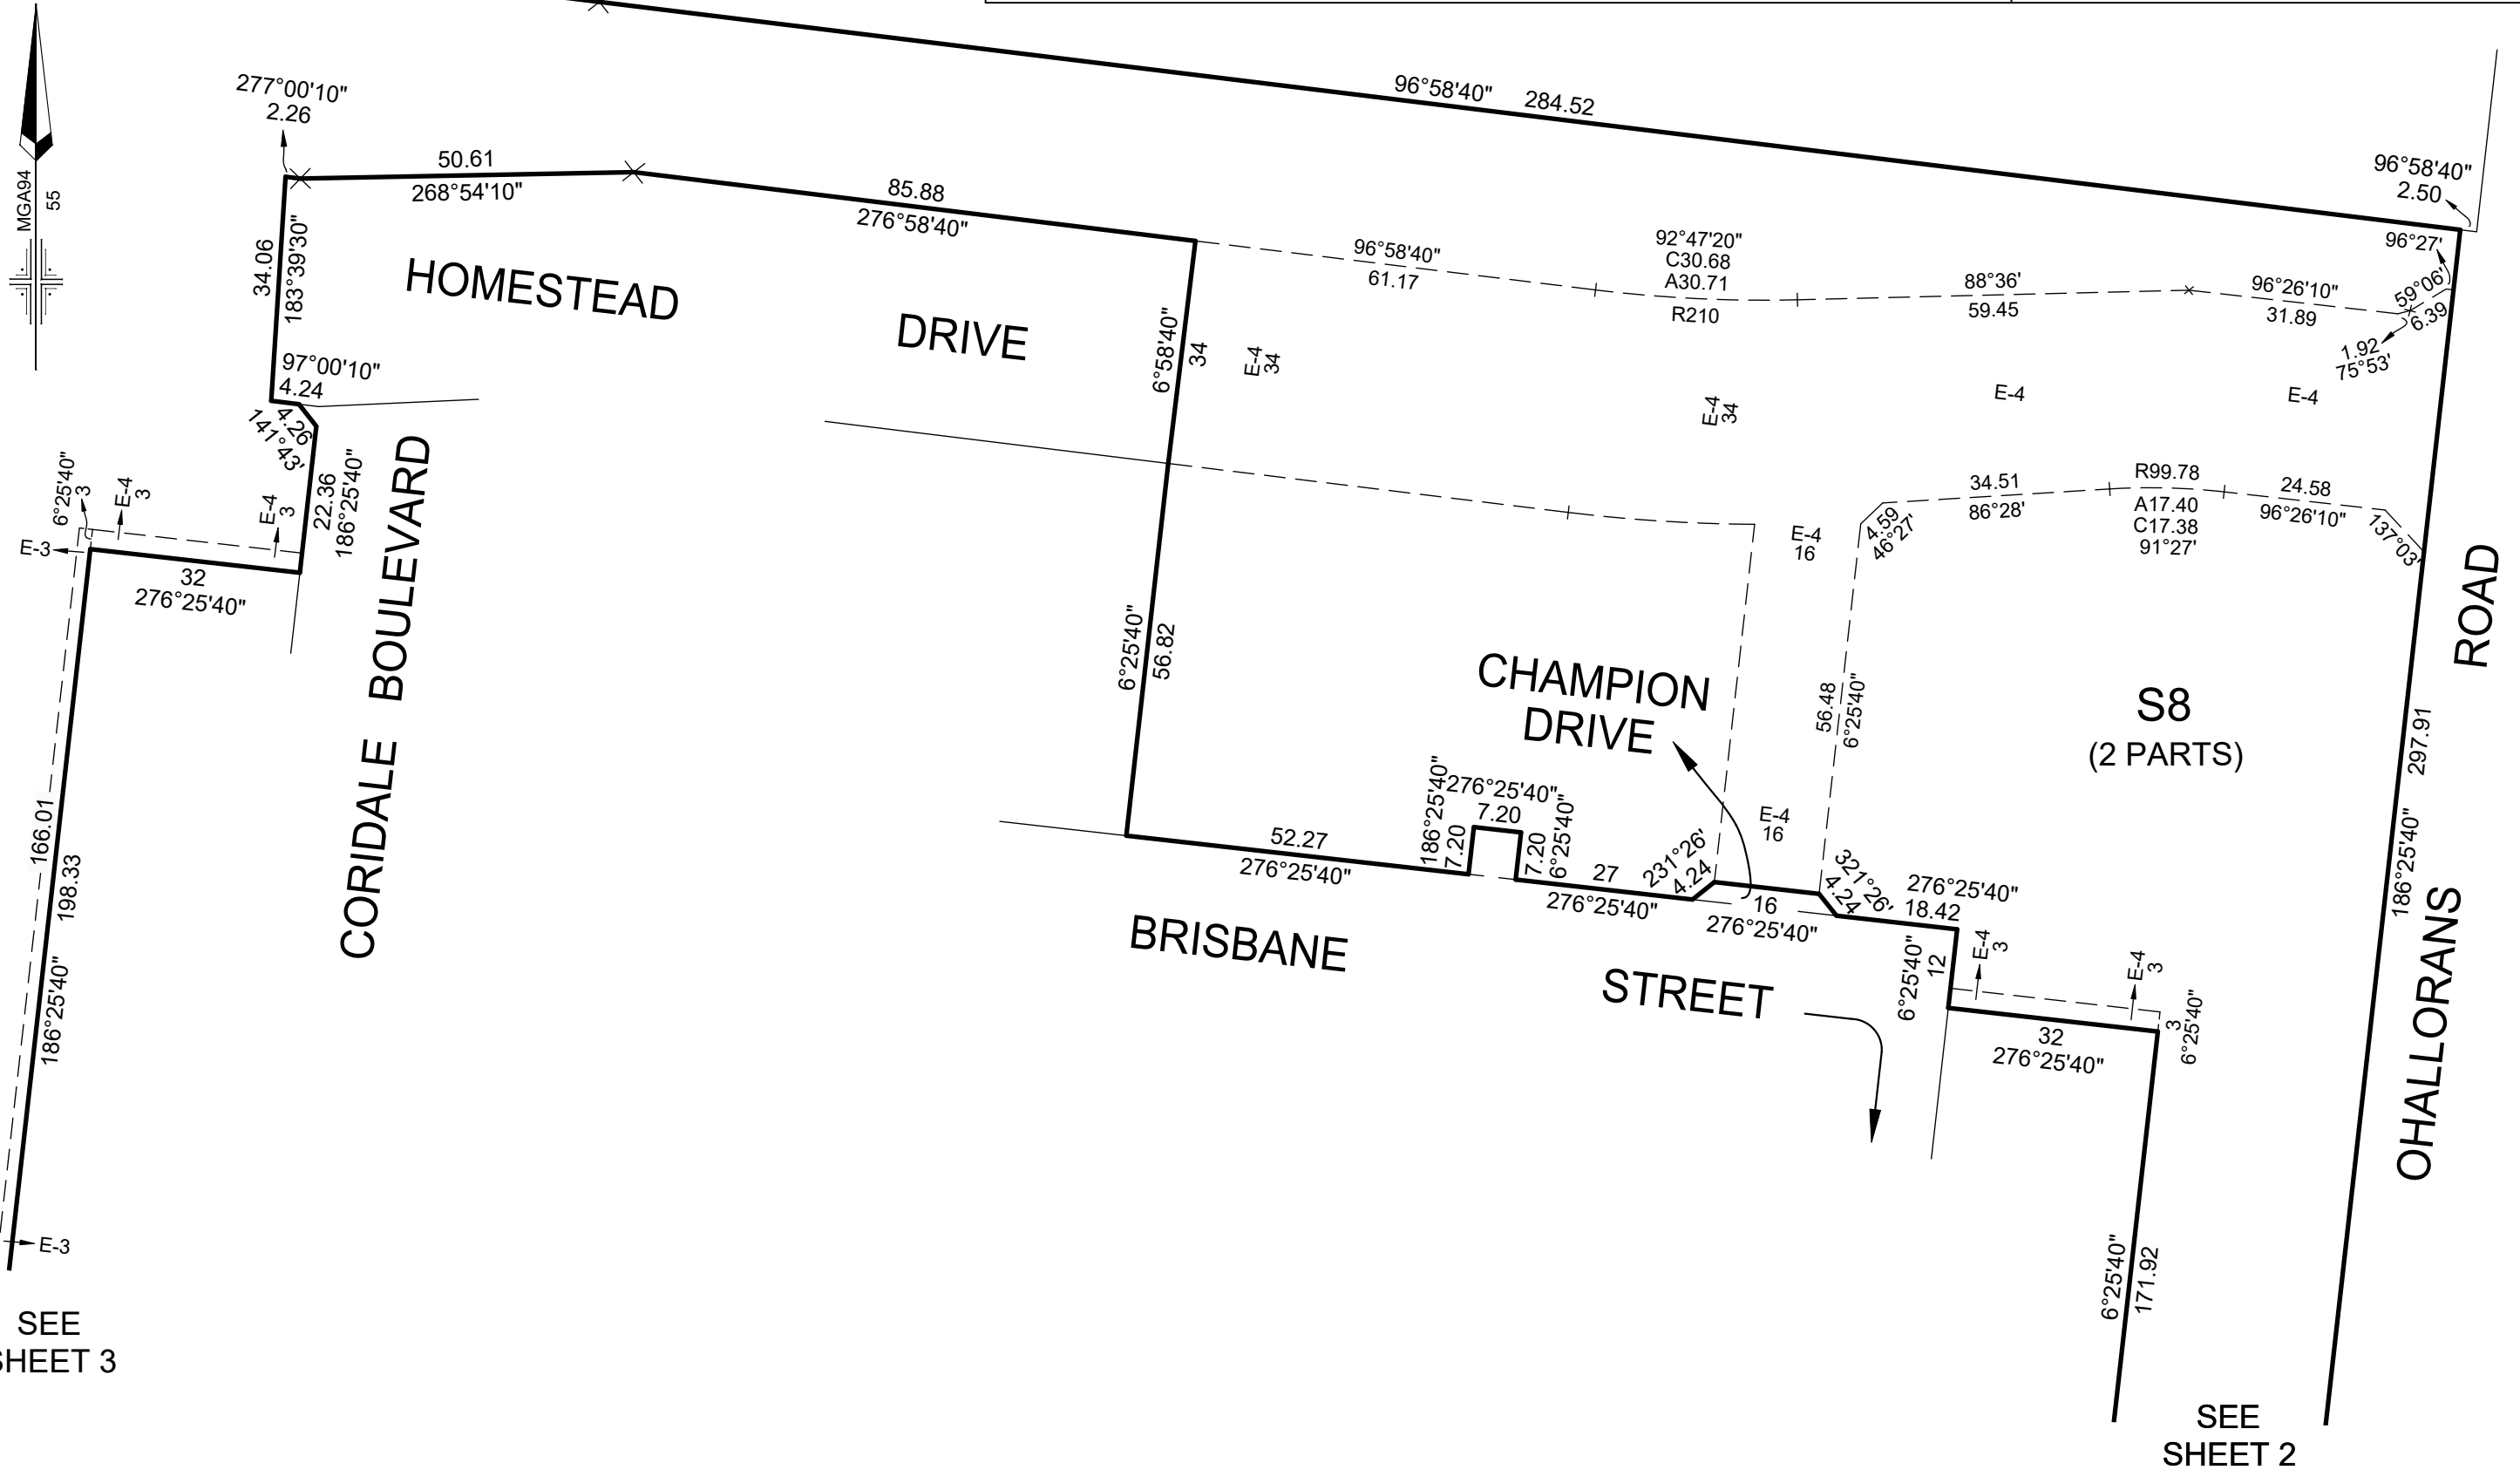 96°58'40" 284.52
277°00'10"
2.26
96°58'40"
2.50
MGA94
55
50.61
268°54'10"
85.88
276°58'40"
34.06
183°39'30"
HOMESTEAD
DRIVE
96°58'40"
61.17
92°47'20"
C30.68
A30.71
R210
88°36'
59.45
96°26'10"
31.89
96°27'
59°06'
6.39
1.92
75°53'
6°58'40"
34
E-4
34
E-4
34
E-4
E-4
97°00'10"
4.24
4.26
141°43'
22.36
186°25'40"
6°25'40"
3
E-4
3
E-4
3
E-3
32
276°25'40"
CORIDALE BOULEVARD
34.51
86°28'
R99.78
A17.40
C17.38
91°27'
24.58
96°26'10"
137°03'
4.59
46°27'
E-4
16
6°25'40"
56.82
56.48
6°25'40"
CHAMPION
DRIVE
S8
(2 PARTS)
297.91
186°25'40"
OHALLORANS ROAD
166.01
198.33
186°25'40"
52.27
276°25'40"
186°25'40"
7.20
276°25'40"
7.20
7.20
6°25'40"
27
276°25'40"
231°26'
4.24
E-4
16
16
276°25'40"
321°26'
4.24
276°25'40"
18.42
6°25'40"
12
E-4
3
E-4
3
3
6°25'40"
32
276°25'40"
BRISBANE
STREET
6°25'40"
171.92
E-3
SEE
SHEET 3
SEE
SHEET 2